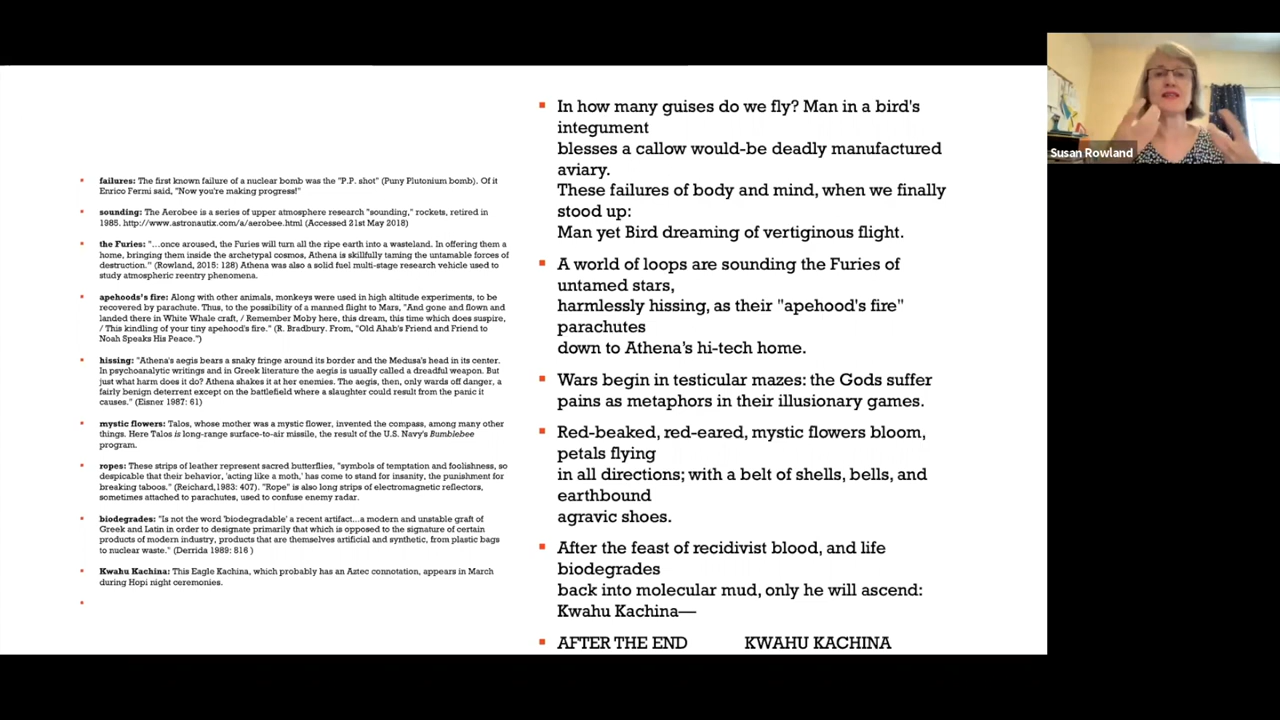 failures: The first known failure of a nuclear bomb was the "P.P. shot" (Puny Plutonium bomb). Of it
Enrico Fermi said, "Now you're making progress!"
sounding: The Aerobee is a series of upper atmosphere research "sounding," rockets, retired in
1985. http://www.astronautix.com/a/aerobee.html (Accessed 21st May 2018)
the Furies: "…once aroused, the Furies will turn all the ripe earth into a wasteland. In offering them a
home, bringing them inside the archetypal cosmos, Athena is skillfully taming the untamable forces of
destruction." (Rowland, 2015: 128) Athena was also a solid fuel multi-stage research vehicle used to
study atmospheric reentry phenomena.
apehoods's fire: Along with other animals, monkeys were used in high altitude experiments, to be
recovered by parachute. Thus, to the possibility of a manned flight to Mars, "And gone and flown and
landed there in White Whale craft, / Remember Moby here, this dream, this time which does suspire,
/ This kindling of your tiny apehood's fire." (R. Bradbury. From, "Old Ahab's Friend and Friend to
Noah Speaks His Peace.")
hissing: "Athena's aegis bears a snaky fringe around its border and the Medusa's head in its center.
In psychoanalytic writings and in Greek literature the aegis is usually called a dreadful weapon. But
just what harm does it do? Athena shakes it at her enemies. The aegis, then, only wards off danger, a
fairly benign deterrent except on the battlefield where a slaughter could result from the panic it
causes." (Eisner 1987: 61)
mystic flowers: Talos, whose mother was a mystic flower, invented the compass, among many other
things. Here Talos is long-range surface-to-air missile, the result of the U.S. Navy's Bumblebee
program.
ropes: These strips of leather represent sacred butterflies, "symbols of temptation and foolishness, so
despicable that their behavior, 'acting like a moth,' has come to stand for insanity, the punishment for
breaking taboos." (Reichard,1983: 407). "Rope" is also long strips of electromagnetic reflectors,
sometimes attached to parachutes, used to confuse enemy radar.
biodegrades: "Is not the word 'biodegradable' a recent artifact…a modern and unstable graft of
Greek and Latin in order to designate primarily that which is opposed to the signature of certain
products of modern industry, products that are themselves artificial and synthetic, from plastic bags
to nuclear waste." (Derrida 1989: 816 )
Kwahu Kachina: This Eagle Kachina, which probably has an Aztec connotation, appears in March
during Hopi night ceremonies.
In how many guises do we fly? Man in a bird's
integument
blesses a callow would-be deadly manufactured
aviary.
These failures of body and mind, when we finally
stood up:
Man yet Bird dreaming of vertiginous flight.
A world of loops are sounding the Furies of
untamed stars,
harmlessly hissing, as their "apehood's fire"
parachutes
down to Athena's hi-tech home.
Wars begin in testicular mazes: the Gods suffer
pains as metaphors in their illusionary games.
Red-beaked, red-eared, mystic flowers bloom,
petals flying
in all directions; with a belt of shells, bells, and
earthbound
agravic shoes.
After the feast of recidivist blood, and life
biodegrades
back into molecular mud, only he will ascend:
Kwahu Kachina—
AFTER THE END KWAHU KACHINA
Susan Rowland